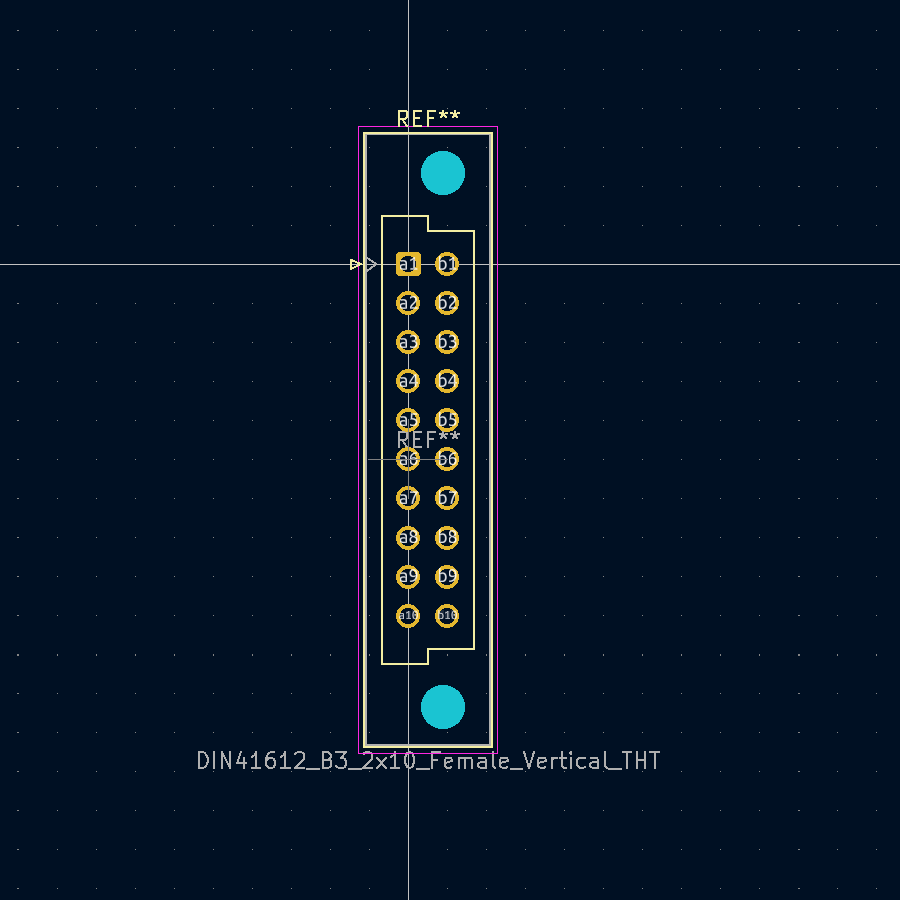 REF**
a1 b1
a2 b2
a3 b3
a4 b4
a5 b5
REF**
a6 b6
a7 b7
a8 b8
a9 b9
a10 b10
DIN41612_B3_2x10_Female_Vertical_THT